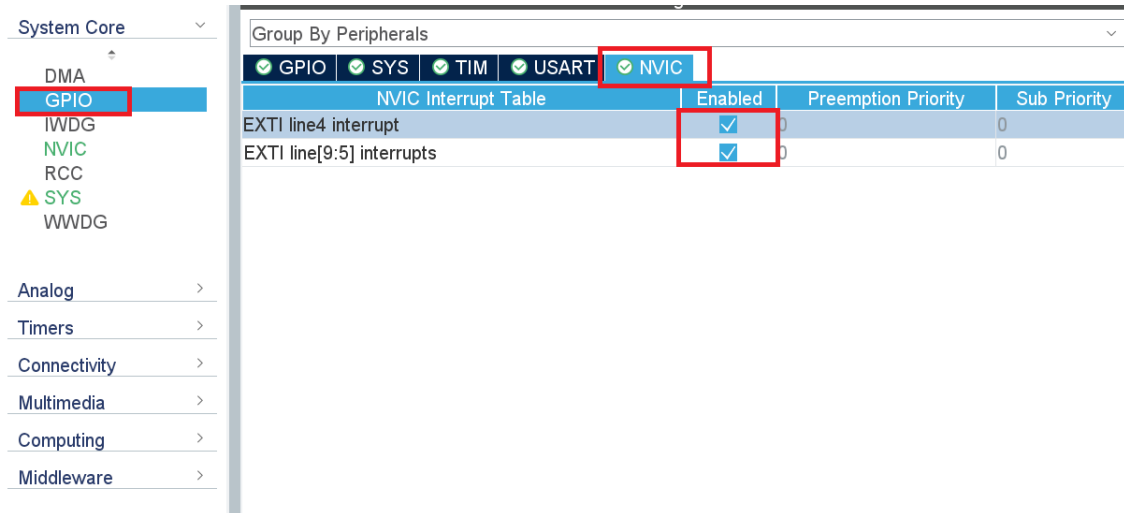 System Core
DMA
GPIO
IWDG
NVIC
RCC
SYS
WWDG
Analog
Timers
Connectivity
Multimedia
Computing
Middleware
Group By Peripherals
GPIO SYS TIM USART NVIC
NVIC Interrupt Table Enabled Preemption Priority Sub Priority
EXTI line4 interrupt 0 0
EXTI line[9:5] interrupts 0 0